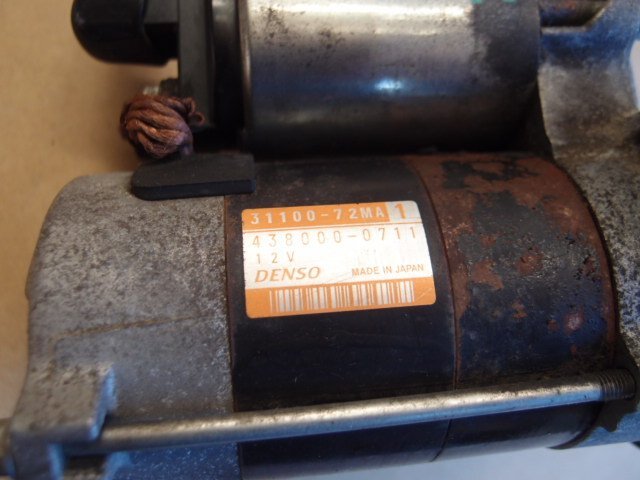 31100-72MA 1
438000-0711
12V
DENSO MADE IN JAPAN